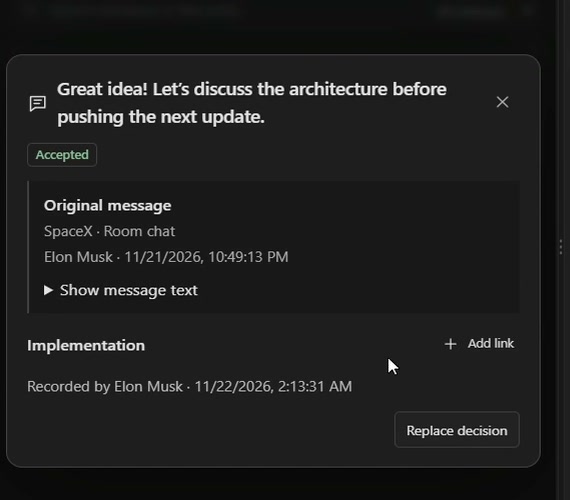 Great idea! Let's discuss the architecture before
pushing the next update.
Accepted
Original message
SpaceX · Room chat
Elon Musk · 11/21/2026, 10:49:13 PM
▶ Show message text
Implementation
+ Add link
Recorded by Elon Musk · 11/22/2026, 2:13:31 AM
Replace decision